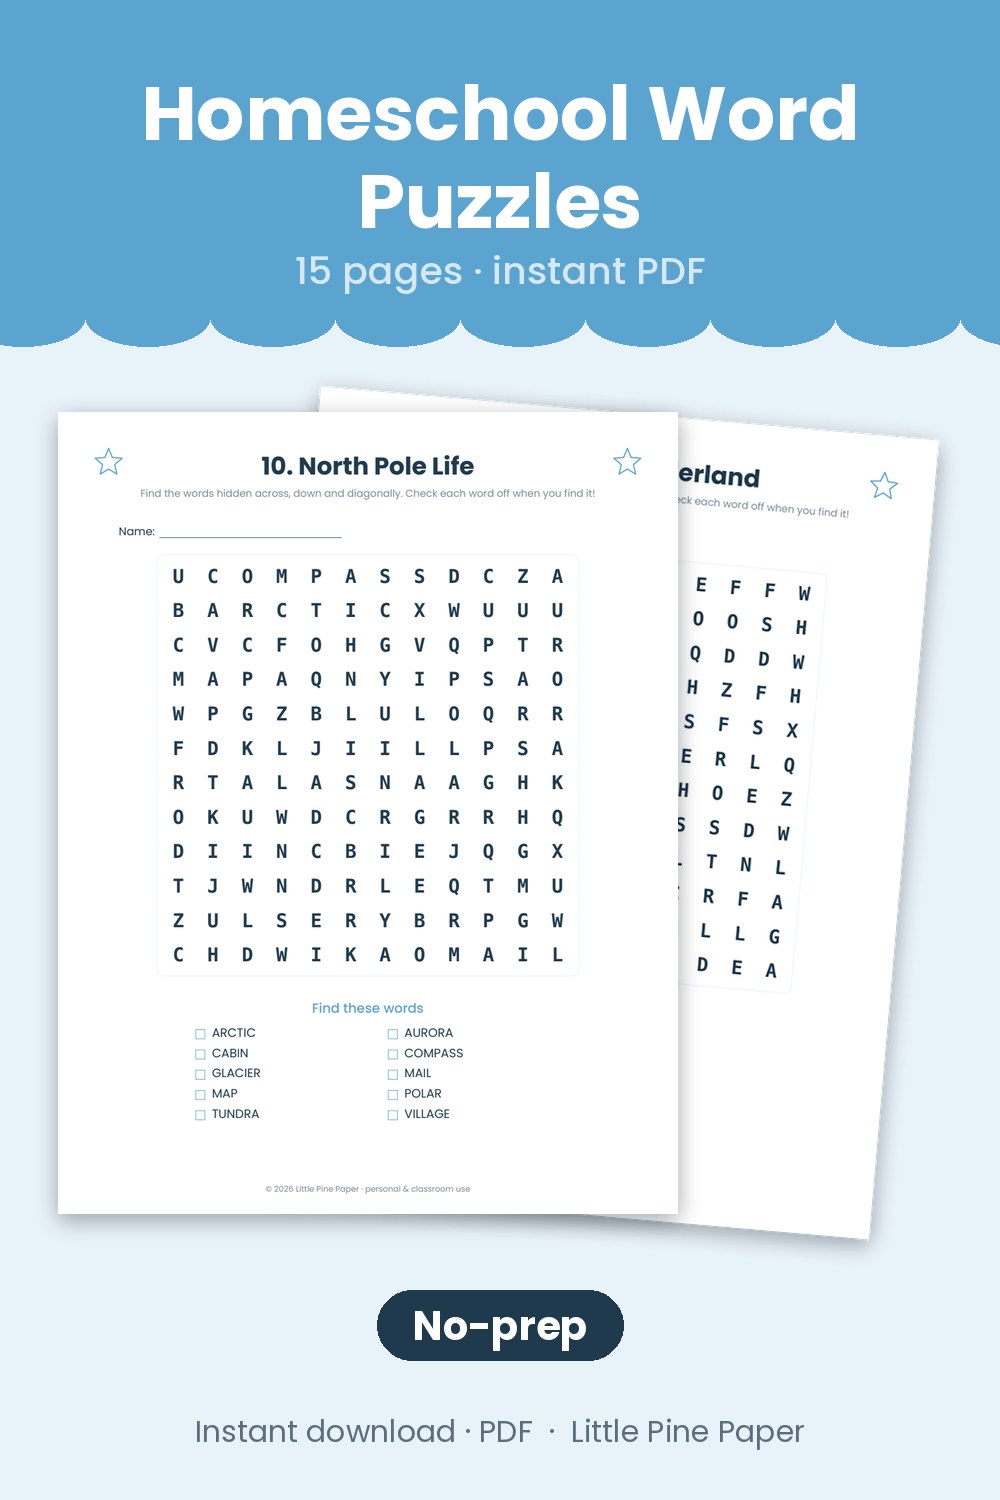 Homeschool Word
Puzzles
15 pages · instant PDF
10. North Pole Life
Find the words hidden across, down and diagonally. Check each word off when you find it!
Name:
U C O M P A S S D C Z A
B A R C T I C X W U U U
C V C F O H G V Q P T R
M A P A Q N Y I P S A O
W P G Z B L U L O Q R R
F D K L J I I L L P S A
R T A L A S N A A G H K
O K U W D C R G R R H Q
D I I N C B I E J Q G X
T J W N D R L E Q T M U
Z U L S E R Y B R P G W
C H D W I K A O M A I L
Find these words
ARCTIC
CABIN
GLACIER
MAP
TUNDRA
AURORA
COMPASS
MAIL
POLAR
VILLAGE
© 2026 Little Pine Paper · personal & classroom use
erland
each word off when you find it!
E F F W
O O S H
Q D D W
H Z F H
S F S X
E R L Q
H O E Z
S S D W
T N L
R F A
L L G
D E A
No-prep
Instant download · PDF · Little Pine Paper